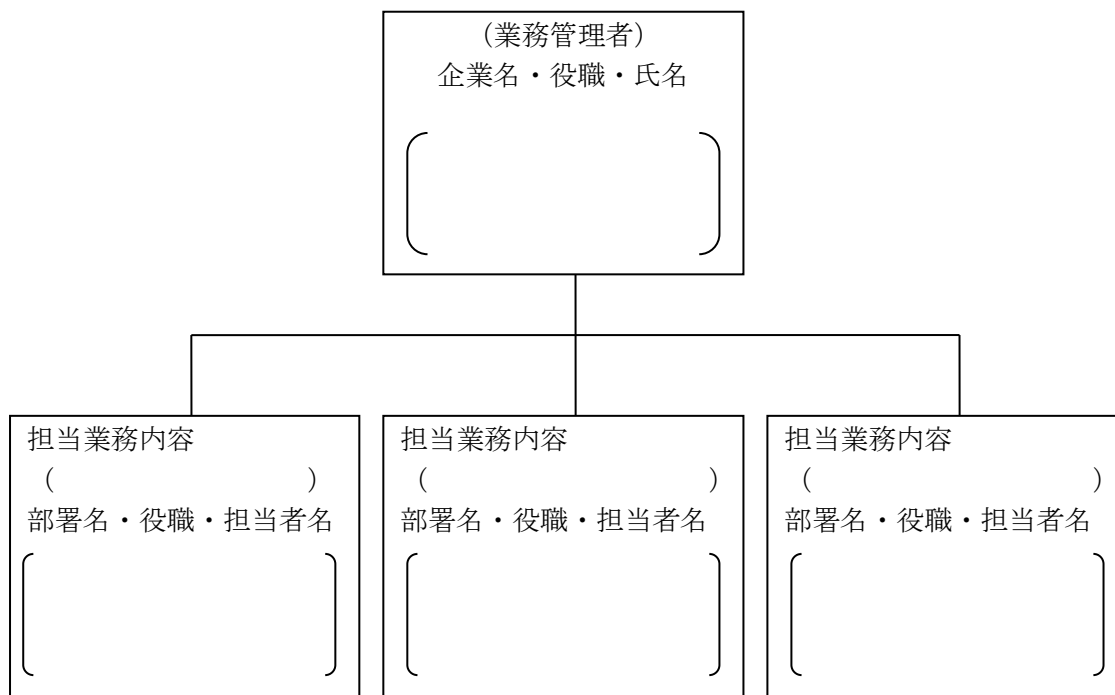 （業務管理者）
企業名・役職・氏名
担当業務内容
（　　　　　　　　　）
部署名・役職・担当者名
担当業務内容
（　　　　　　　　　）
部署名・役職・担当者名
担当業務内容
（　　　　　　　　　）
部署名・役職・担当者名